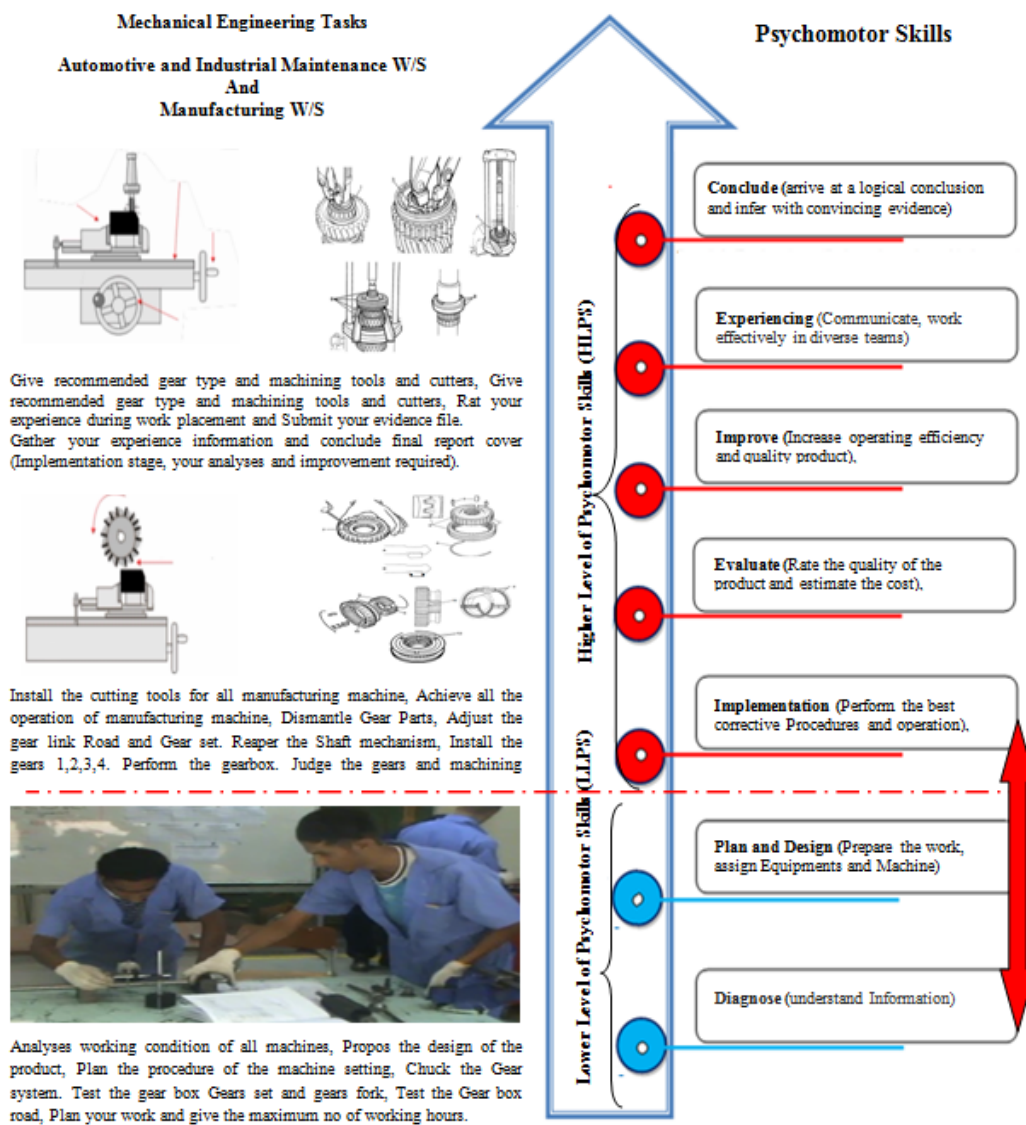 Mechanical Engineering Tasks
Automotive and Industrial Maintenance W/S
And
Manufacturing W/S
Give recommended gear type and machining tools and cutters, Give
recommended gear type and machining tools and cutters, Rat your
experience during work placement and Submit your evidence file.
Gather your experience information and conclude final report cover
(Implementation stage, your analyses and improvement required).
Install the cutting tools for all manufacturing machine, Achieve all the
operation of manufacturing machine, Dismantle Gear Parts, Adjust the
gear link Road and Gear set. Reaper the Shaft mechanism, Install the
gears 1,2,3,4. Perform the gearbox. Judge the gears and machining
Analyses working condition of all machines, Propos the design of the
product, Plan the procedure of the machine setting, Chuck the Gear
system. Test the gear box Gears set and gears fork, Test the Gear box
road, Plan your work and give the maximum no of working hours.
Higher Level of Psychomotor Skills (HLPS)
Lower Level of Psychomotor Skills (LLPS)
Psychomotor Skills
Conclude (arrive at a logical conclusion
and infer with convincing evidence)
Experiencing (Communicate, work
effectively in diverse teams)
Improve (Increase operating efficiency
and quality product),
Evaluate (Rate the quality of the
product and estimate the cost),
Implementation (Perform the best
corrective Procedures and operation),
Plan and Design (Prepare the work,
assign Equipments and Machine)
Diagnose (understand Information)